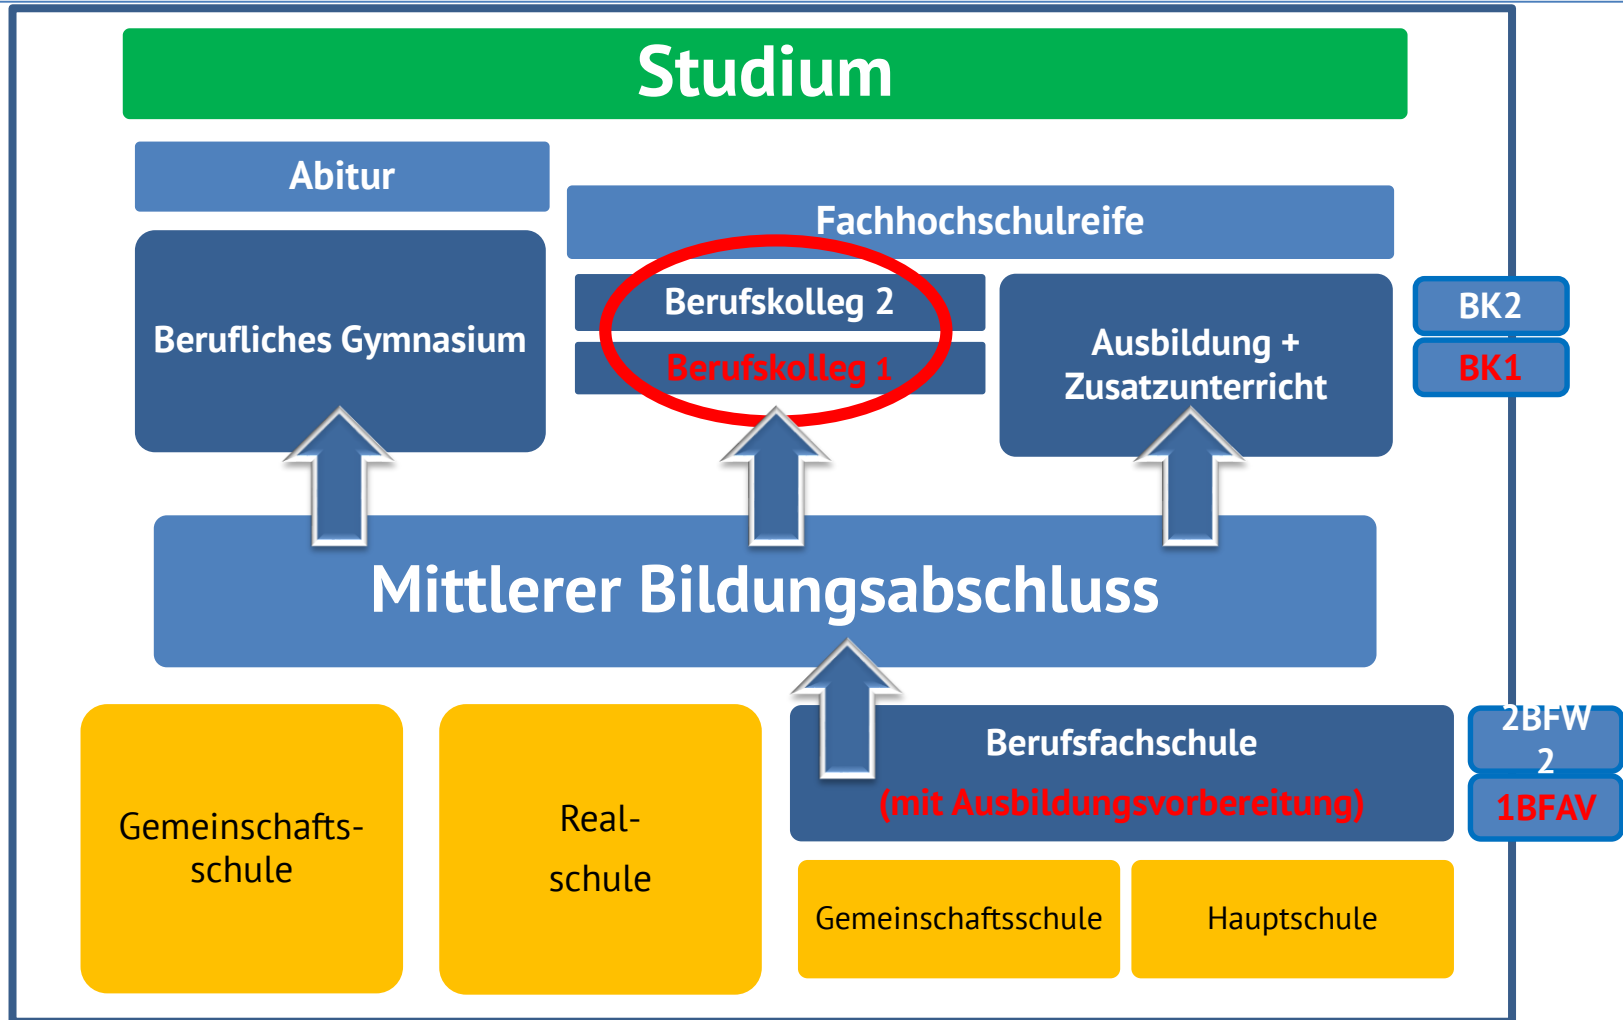 Studium
Abitur
Fachhochschulreife
Berufliches Gymnasium
Berufskolleg 2
Berufskolleg 1
Ausbildung +
Zusatzunterricht
BK2
BK1
Mittlerer Bildungsabschluss
Gemeinschafts-
schule
Real-
schule
Berufsfachschule
(mit Ausbildungsvorbereitung)
2BFW
2
1BFAV
Gemeinschaftsschule
Hauptschule